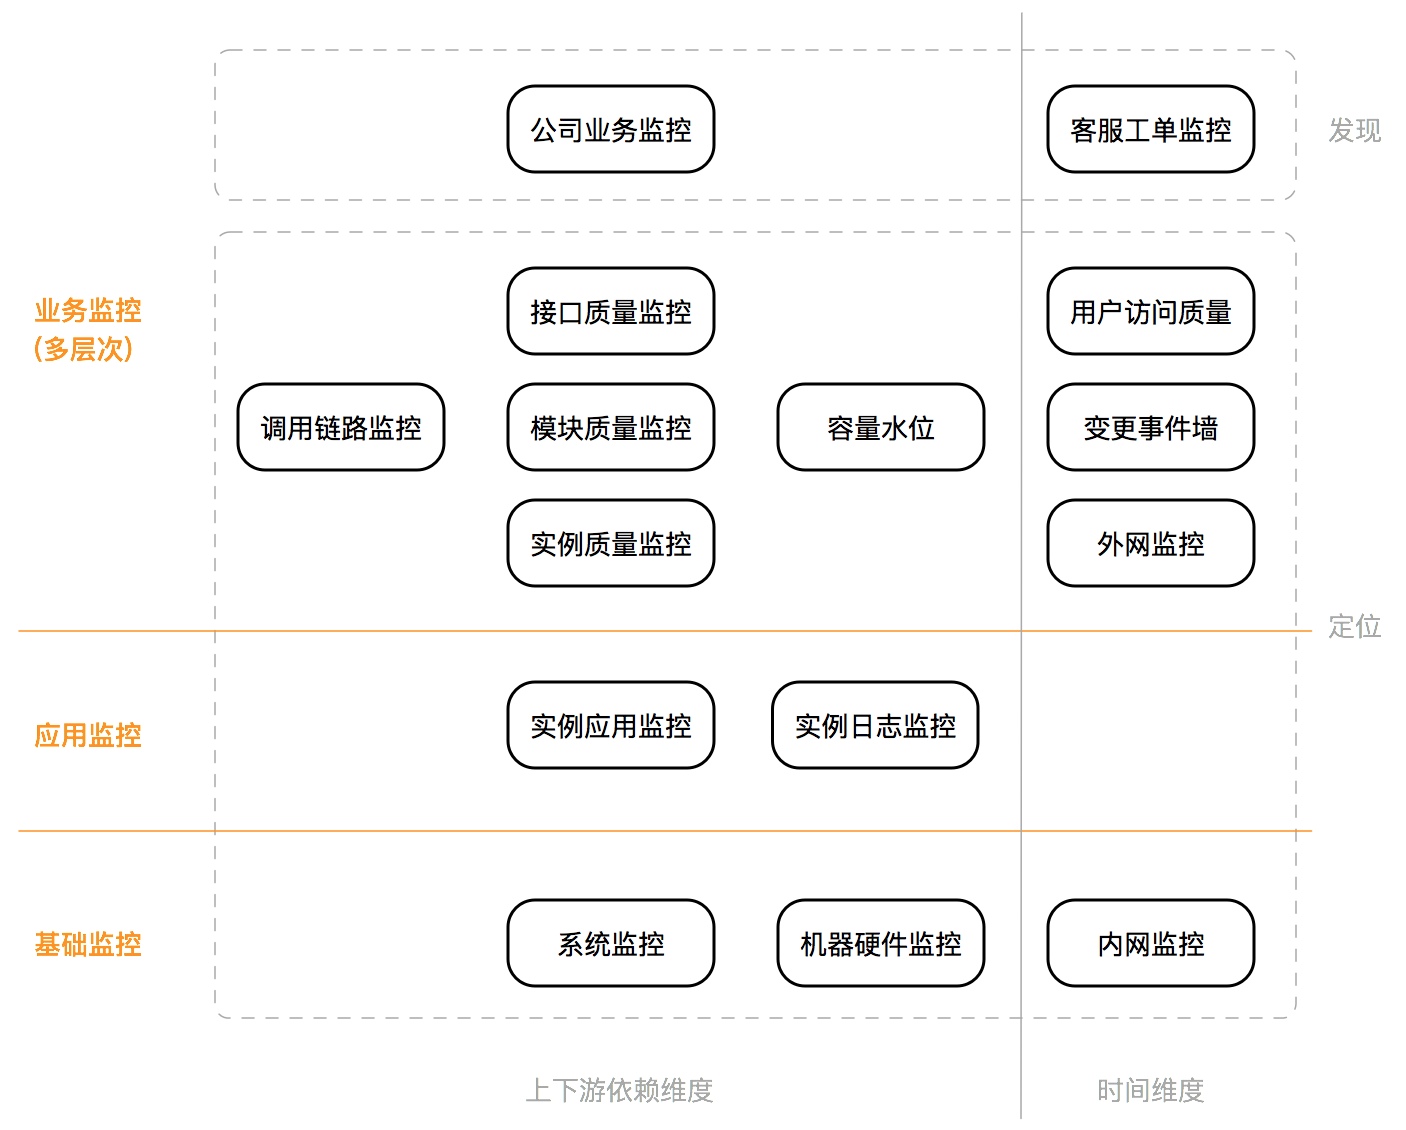 公司业务监控
客服工单监控
发现
业务监控
(多层次)
接口质量监控
用户访问质量
调用链路监控
模块质量监控
容量水位
变更事件墙
实例质量监控
外网监控
定位
应用监控
实例应用监控
实例日志监控
基础监控
系统监控
机器硬件监控
内网监控
上下游依赖维度
时间维度